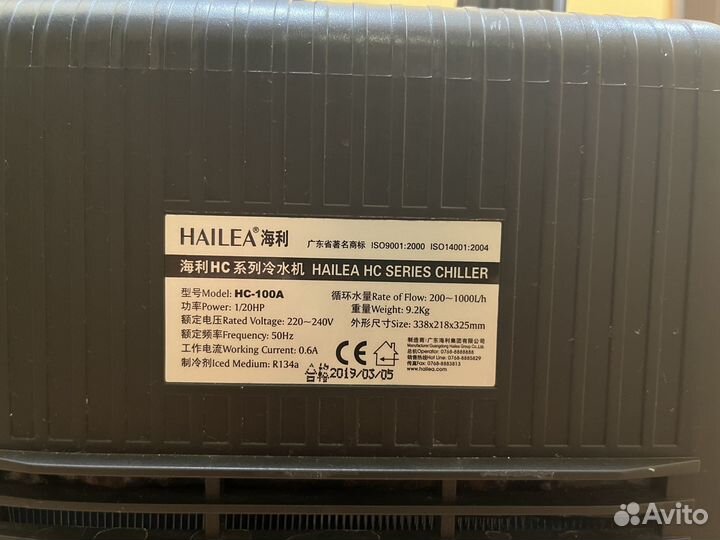 HAILEA® 海利 广东省著名商标 ISO9001:2000 ISO14001:2004
海利HC系列冷水机 HAILEA HC SERIES CHILLER
型号Model: HC-100A
功率Power: 1/20HP
额定电压Rated Voltage: 220~240V
额定频率Frequency: 50Hz
工作电流Working Current: 0.6A
制冷剂Iced Medium: R134a
循环水量Rate of Flow: 200~1000L/h
重量Weight: 9.2Kg
外形尺寸Size: 338x218x325mm
制造商:广东海利集团有限公司
Manufacturer:Guangdong Hailea Group Co.,Ltd.
总机Operator: 0768-8888888
销售热线Hot-Line: 0768-8885829
传真Fax: 0768-8883813
www.hailea.com
CE
合格 2019/03/05
Avito